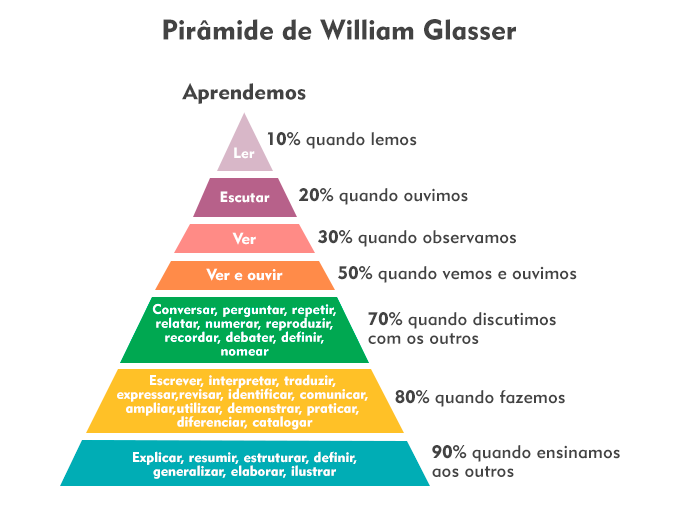 Pirâmide de William Glasser
Aprendemos
Ler
10% quando lemos
Escutar
20% quando ouvimos
Ver
30% quando observamos
Ver e ouvir
50% quando vemos e ouvimos
Conversar, perguntar, repetir,
relatar, numerar, reproduzir,
recordar, debater, definir,
nomear
70% quando discutimos
com os outros
Escrever, interpretar, traduzir,
expressar,revisar, identificar, comunicar,
ampliar,utilizar, demonstrar, praticar,
diferenciar, catalogar
80% quando fazemos
Explicar, resumir, estruturar, definir,
generalizar, elaborar, ilustrar
90% quando ensinamos
aos outros